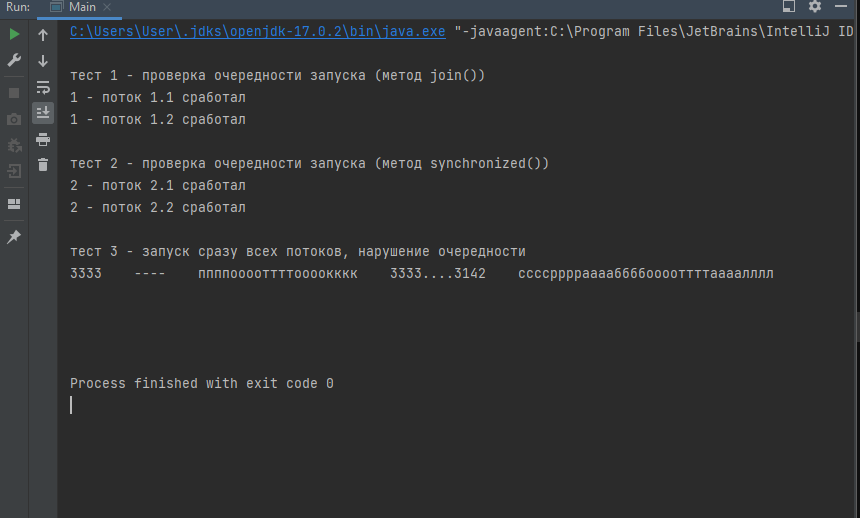 Run: Main
C:\Users\User\.jdks\openjdk-17.0.2\bin\java.exe "-javaagent:C:\Program Files\JetBrains\IntelliJ ID
тест 1 - проверка очередности запуска (метод join())
1 - поток 1.1 сработал
1 - поток 1.2 сработал
тест 2 - проверка очередности запуска (метод synchronized())
2 - поток 2.1 сработал
2 - поток 2.2 сработал
тест 3 - запуск сразу всех потоков, нарушение очередности
3333    ----    ппппооооттттоооокккк    3333....3142    ссссррррааааббббооооттттааааллллл
Process finished with exit code 0